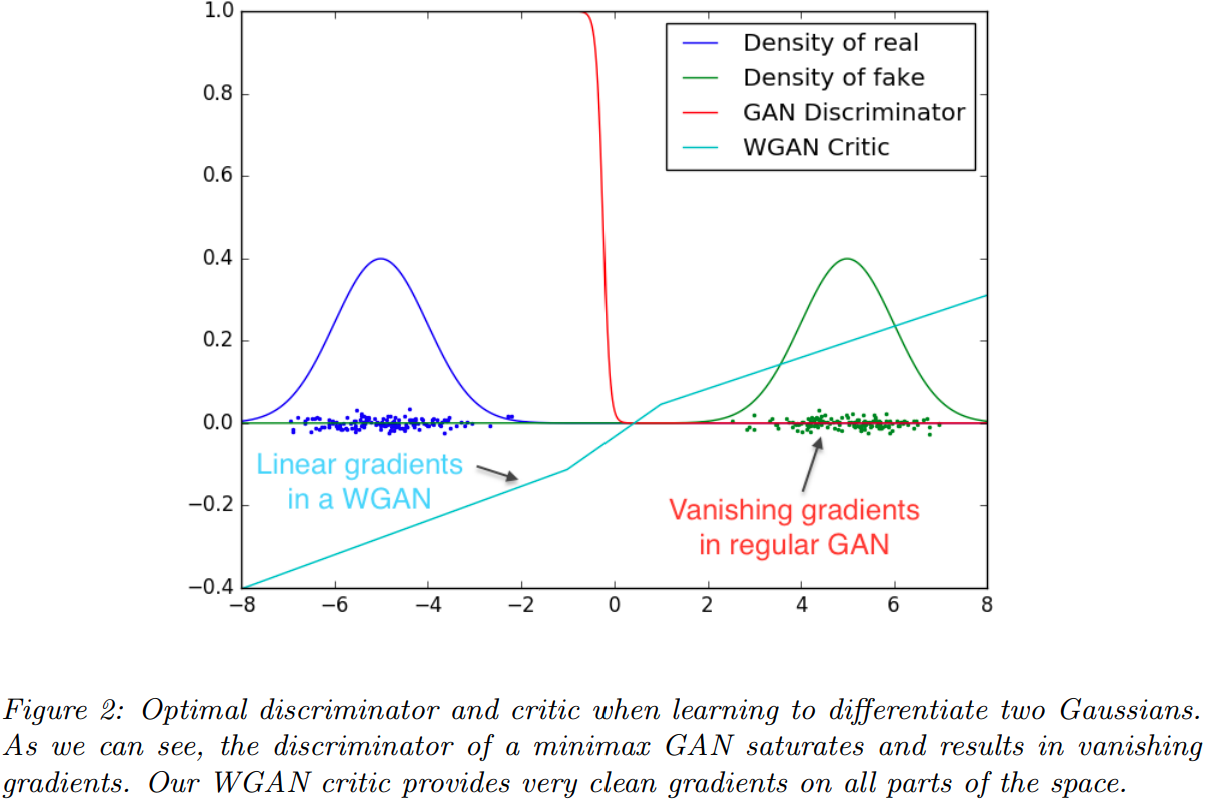 1.0
0.8
0.6
0.4
0.2
0.0
−0.2
−0.4
−8
−6
−4
−2
0
2
4
6
8
Density of real
Density of fake
GAN Discriminator
WGAN Critic
Linear gradients
in a WGAN
Vanishing gradients
in regular GAN
Figure 2: Optimal discriminator and critic when learning to differentiate two Gaussians.
As we can see, the discriminator of a minimax GAN saturates and results in vanishing
gradients. Our WGAN critic provides very clean gradients on all parts of the space.